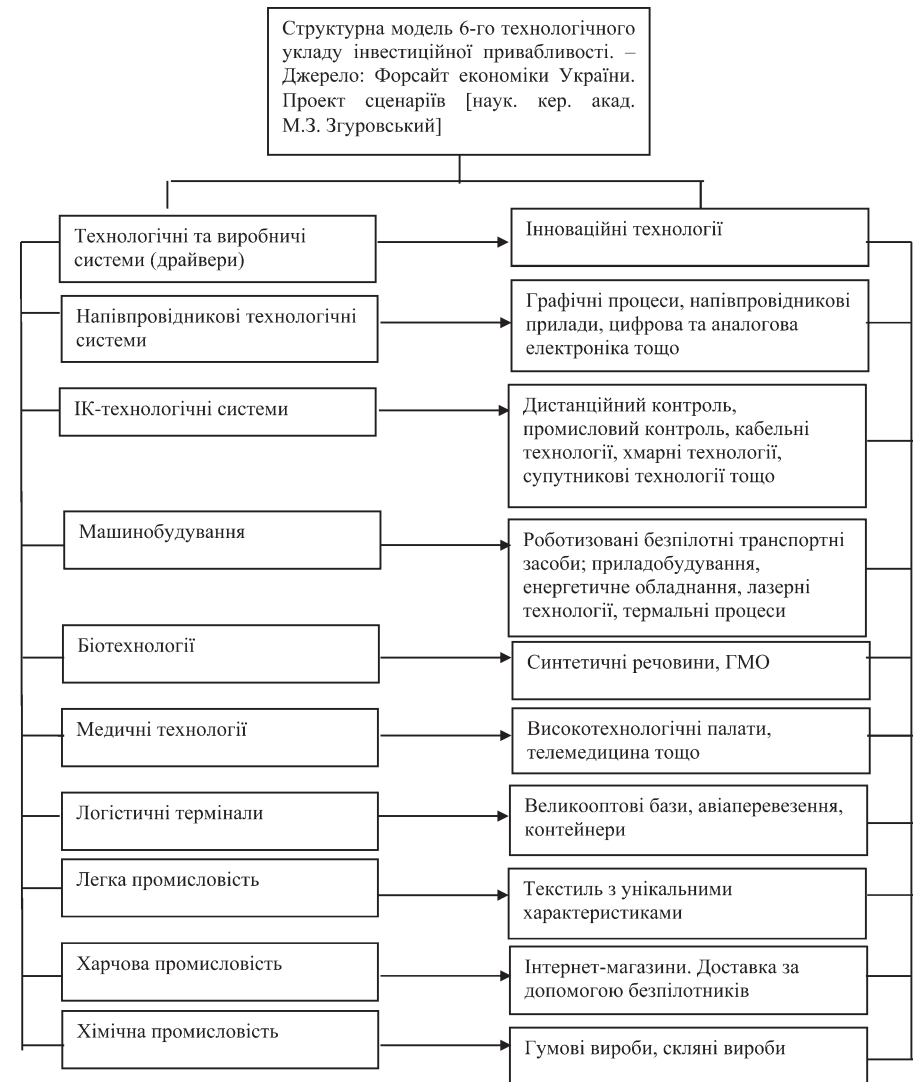 Структурна модель 6-го технологічного
укладу інвестиційної привабливості. –
Джерело: Форсайт економіки України.
Проект сценаріїв [наук. кер. акад.
М.З. Згуровський]
Технологічні та виробничі
системи (драйвери)
Інноваційні технології
Напівпровідникові технологічні
системи
Графічні процеси, напівпровідникові
прилади, цифрова та аналогова
електроніка тощо
ІК-технологічні системи
Дистанційний контроль,
промисловий контроль, кабельні
технології, хмарні технології,
супутникові технології тощо
Машинобудування
Роботизовані безпілотні транспортні
засоби; приладобудування,
енергетичне обладнання, лазерні
технології, термальні процеси
Біотехнології
Синтетичні речовини, ГМО
Медичні технології
Високотехнологічні палати,
телемедицина тощо
Логістичні термінали
Великооптові бази, авіаперевезення,
контейнери
Легка промисловість
Текстиль з унікальними
характеристиками
Харчова промисловість
Інтернет-магазини. Доставка за
допомогою безпілотників
Хімічна промисловість
Гумові вироби, скляні вироби